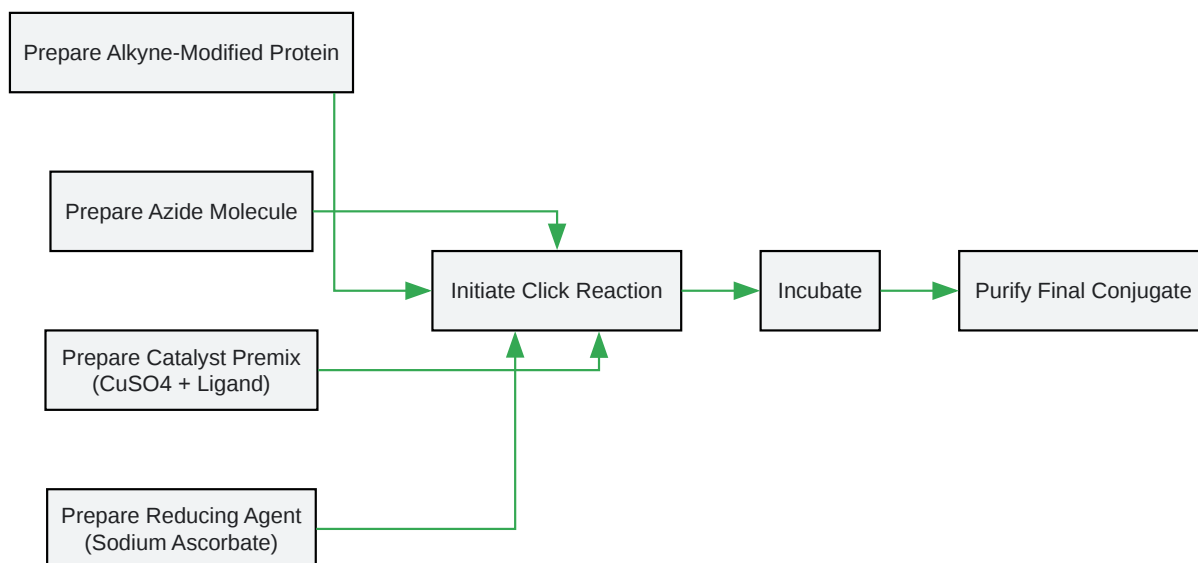 Prepare Alkyne-Modified Protein
Prepare Azide Molecule
Initiate Click Reaction
Incubate
Purify Final Conjugate
Prepare Catalyst Premix
(CuSO4 + Ligand)
Prepare Reducing Agent
(Sodium Ascorbate)